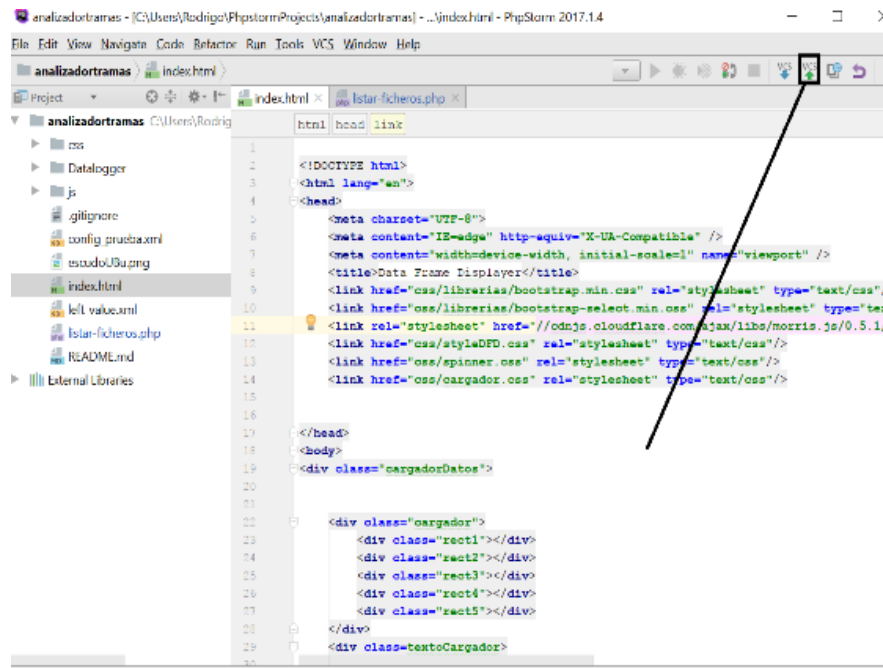 analizadortramas - [C:\Users\Rodrigo\PhpstormProjects\analizadortramas] - ...\index.html - PhpStorm 2017.1.4
File Edit View Navigate Code Refactor Run Tools VCS Window Help
analizadortramas index.html
VCS VCS
Project
index.html listar-ficheros.php
analizadortramas C:\Users\Rodrig
html head link
css
Datalogger
js
.gitignore
config_prueba.xml
escudoUBu.png
index.html
left_value.xml
listar-ficheros.php
README.md
External Libraries
1
2 <!DOCTYPE html>
3 <html lang="en">
4 <head>
5 <meta charset="UTF-8">
6 <meta content="IE=edge" http-equiv="X-UA-Compatible" />
7 <meta content="width=device-width, initial-scale=1" name="viewport" />
8 <title>Data Frame Displayer</title>
9 <link href="css/librerias/bootstrap.min.css" rel="stylesheet" type="text/css"/
10 <link href="css/librerias/bootstrap-select.min.css" rel="stylesheet" type="tex
11 <link rel="stylesheet" href="//cdnjs.cloudflare.com/ajax/libs/morris.js/0.5.1/
12 <link href="css/styleDFD.css" rel="stylesheet" type="text/css"/>
13 <link href="css/spinner.css" rel="stylesheet" type="text/css"/>
14 <link href="css/cargador.css" rel="stylesheet" type="text/css"/>
15
16
17 </head>
18 <body>
19 <div class="cargadorDatos">
20
21
22 <div class="cargador">
23 <div class="rect1"></div>
24 <div class="rect2"></div>
25 <div class="rect3"></div>
26 <div class="rect4"></div>
27 <div class="rect5"></div>
28 </div>
29 <div class=textoCargador>
30